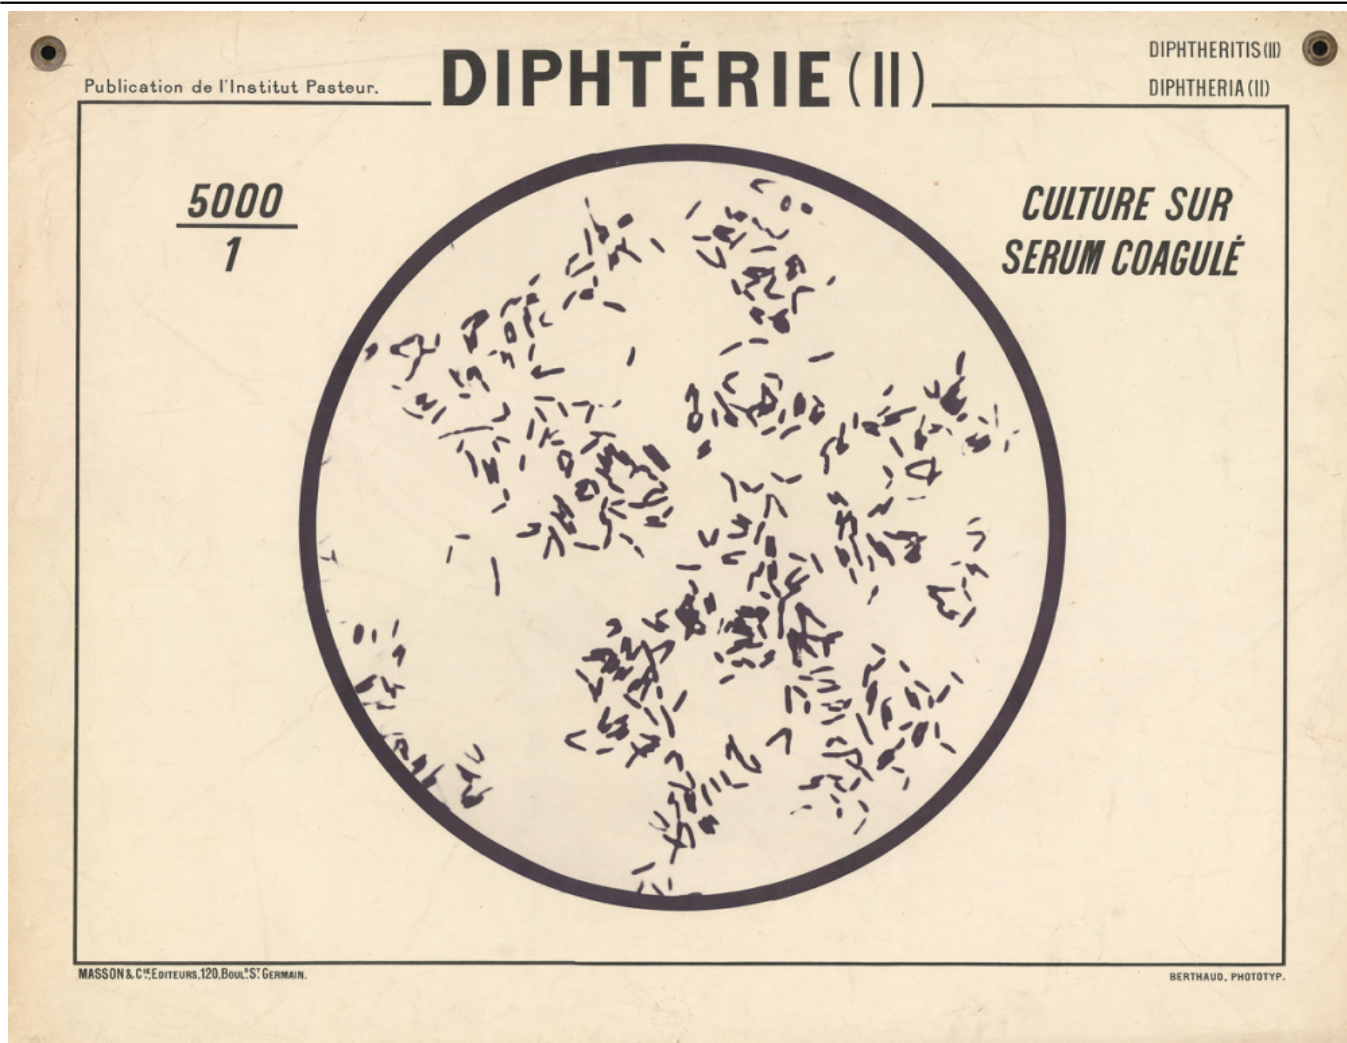 Publication de l'Institut Pasteur.
DIPHTÉRIE (II)
DIPHTHERITIS (II)
DIPHTHERIA (II)
5000
1
CULTURE SUR
SERUM COAGULÉ
MASSON & Cie, EDITEURS, 120, BOULd St GERMAIN.
BERTHAUD, PHOTOTYP.